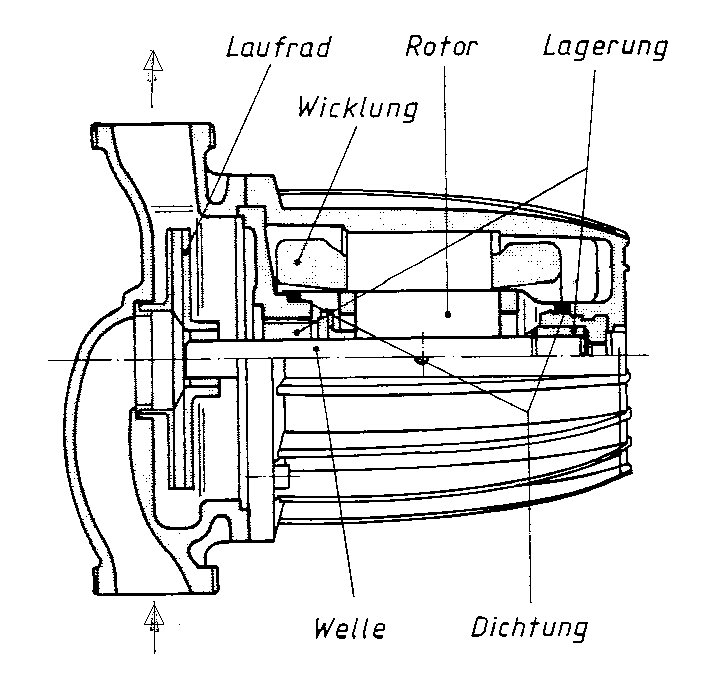 Laufrad
Rotor
Lagerung
Wicklung
Welle
Dichtung